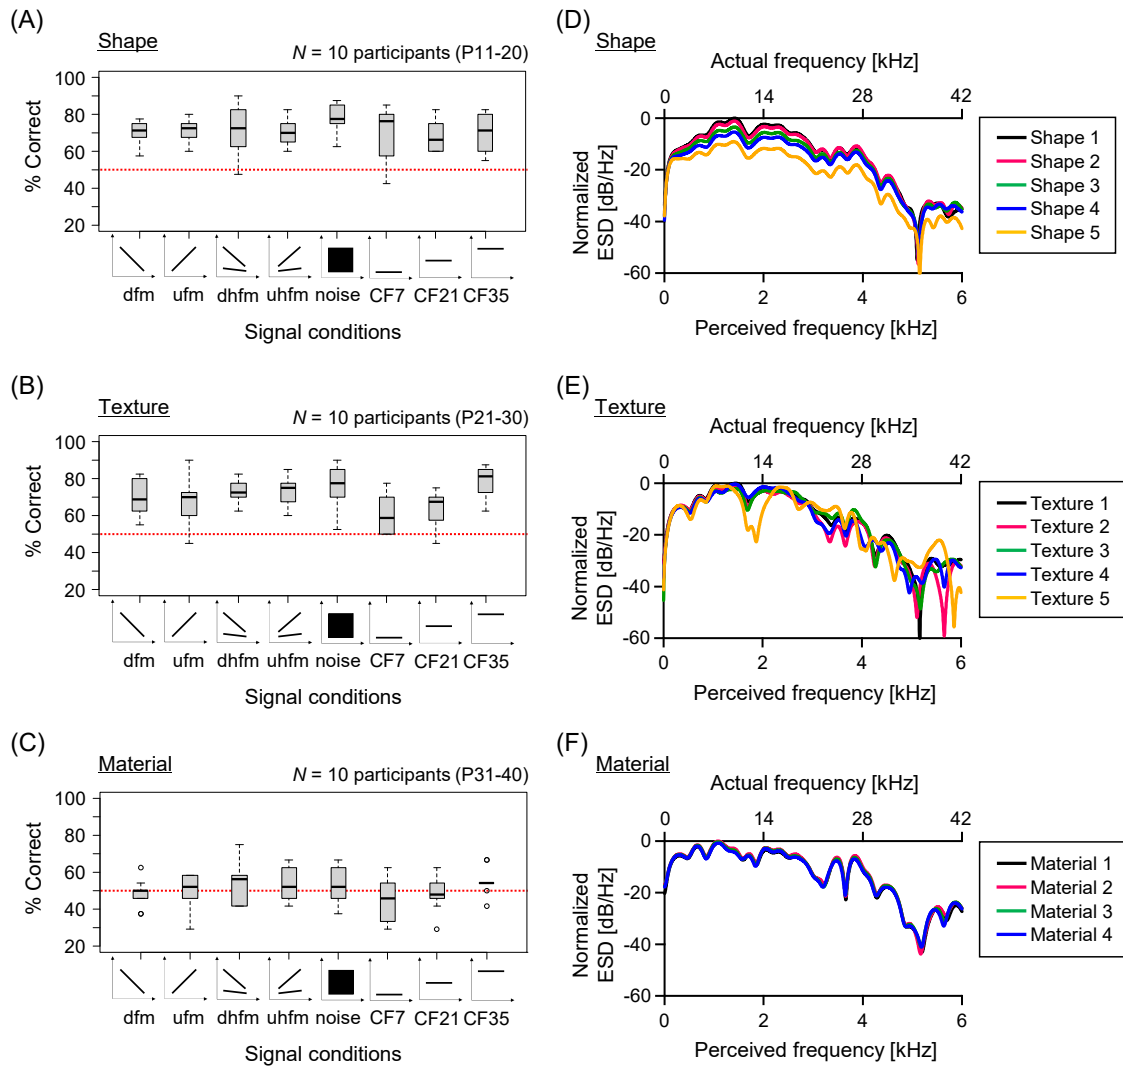 (A)
Shape
N = 10 participants (P11-20)
% Correct
100
80
60
40
20
dfm ufm dhfm uhfm noise CF7 CF21 CF35
Signal conditions
(D)
Shape
Actual frequency [kHz]
0 14 28 42
Normalized
ESD [dB/Hz]
0
-20
-40
-60
0 2 4 6
Perceived frequency [kHz]
Shape 1
Shape 2
Shape 3
Shape 4
Shape 5
(B)
Texture
N = 10 participants (P21-30)
% Correct
100
80
60
40
20
dfm ufm dhfm uhfm noise CF7 CF21 CF35
Signal conditions
(E)
Texture
Actual frequency [kHz]
0 14 28 42
Normalized
ESD [dB/Hz]
0
-20
-40
-60
0 2 4 6
Perceived frequency [kHz]
Texture 1
Texture 2
Texture 3
Texture 4
Texture 5
(C)
Material
N = 10 participants (P31-40)
% Correct
100
80
60
40
20
dfm ufm dhfm uhfm noise CF7 CF21 CF35
Signal conditions
(F)
Material
Actual frequency [kHz]
0 14 28 42
Normalized
ESD [dB/Hz]
0
-20
-40
-60
0 2 4 6
Perceived frequency [kHz]
Material 1
Material 2
Material 3
Material 4